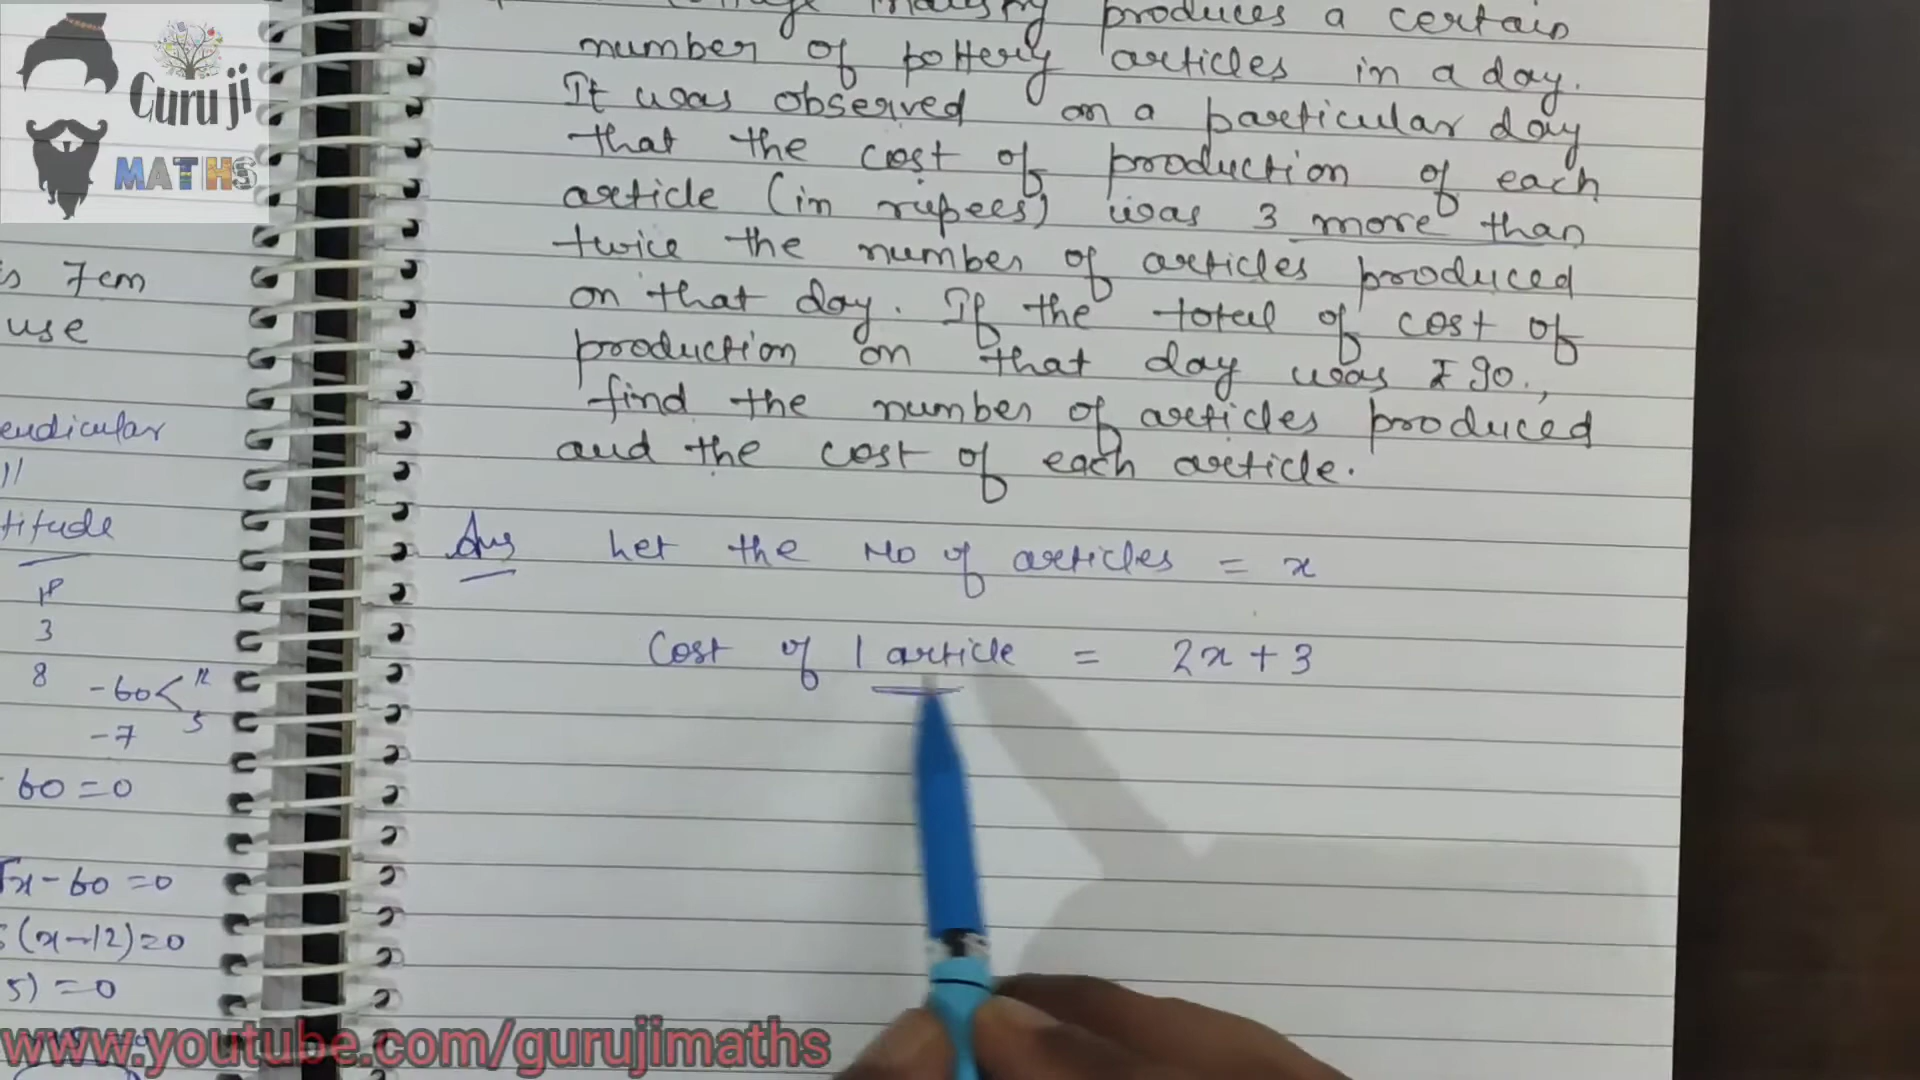 produces a certain
number of pottery articles in a day.
It was observed on a particular day
that the cost of production of each
article (in rupees) was 3 more than
twice the number of articles produced
on that day. If the total of cost of
production on that day was ₹ 90.,
find the number of articles produced
and the cost of each article.
Ans Let the No of articles = x
Cost of 1 article = 2x + 3
Guru ji
MATHS
7cm
use
endicular
titude
3
8 -60< 12
5
-7
60 = 0
x - 60 = 0
(x-12)=0
5) = 0
www.youtube.com/gurujimaths